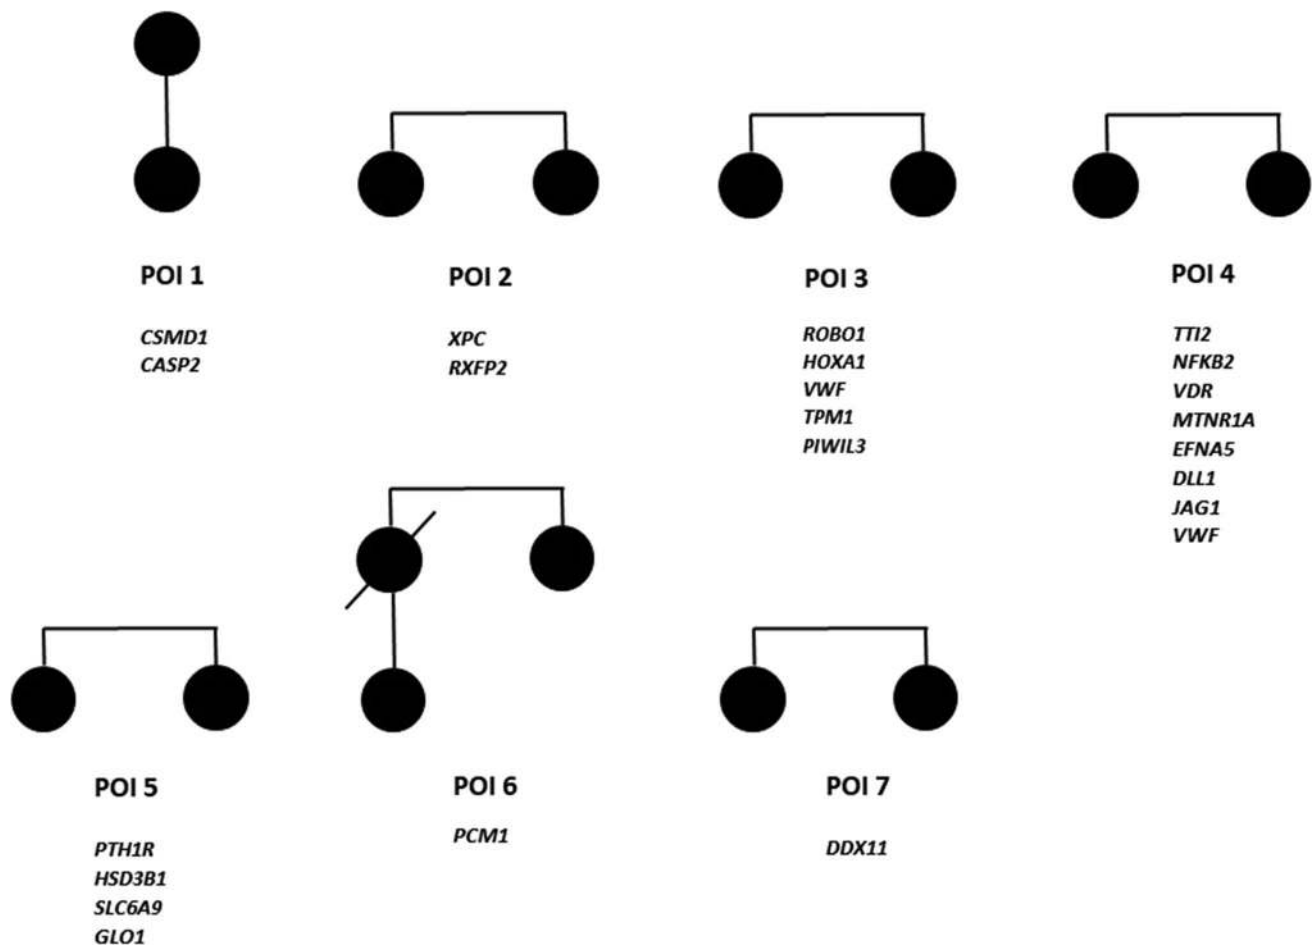 POI 1
CSMD1
CASP2
POI 2
XPC
RXFP2
POI 3
ROBO1
HOXA1
VWF
TPM1
PIWIL3
POI 4
TTI2
NFKB2
VDR
MTNR1A
EFNA5
DLL1
JAG1
VWF
POI 5
PTH1R
HSD3B1
SLC6A9
GLO1
POI 6
PCM1
POI 7
DDX11